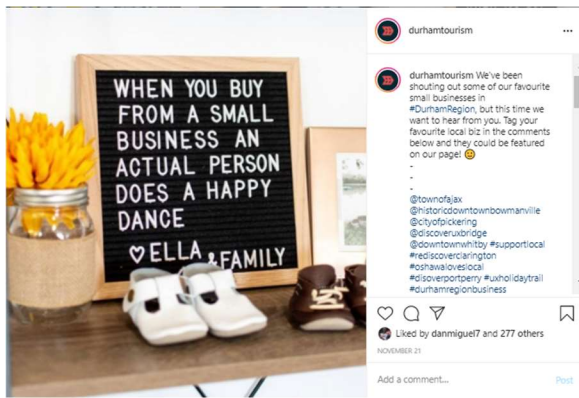 WHEN YOU BUY
FROM A SMALL
BUSINESS AN
ACTUAL PERSON
DOES A HAPPY
DANCE
♡ ELLA & FAMILY
durhamtourism
durhamtourism We've been
shouting out some of our favourite
small businesses in
#DurhamRegion, but this time we
want to hear from you. Tag your
favourite local biz in the comments
below and they could be featured
on our page!
-
-
-
@townofajax
@historicdowntownbowmanville
@cityofpickering
@discoveruxbridge
@downtownwhitby #supportlocal
#rediscoverclarington
#oshawaloveslocal
#disoverportperry #uxholidaytrail
#durhamregionbusiness
Liked by danmiguel7 and 277 others
NOVEMBER 21
Add a comment...
Post